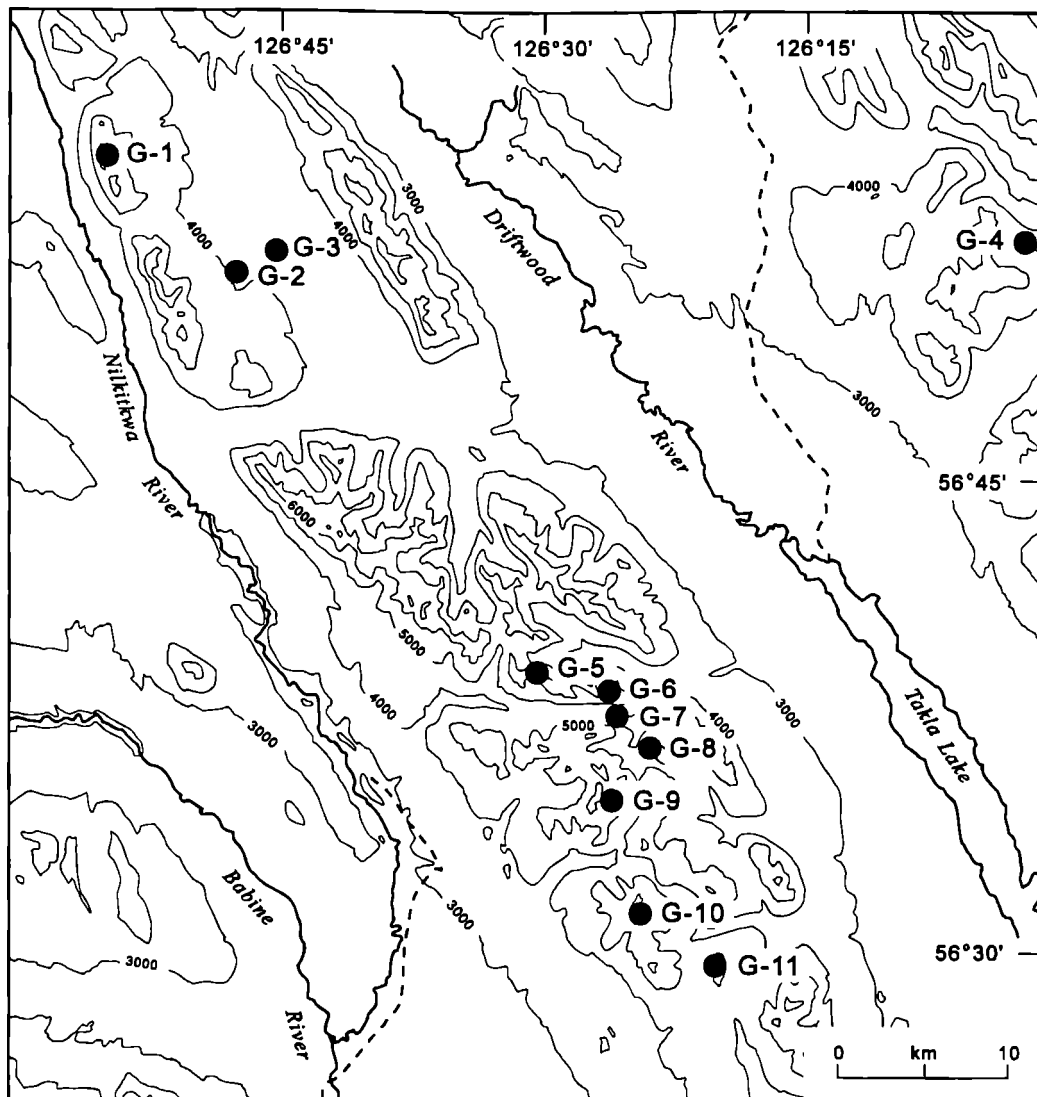 126°45'
126°30'
126°15'
G-1
3000
4000
4000
G-3
4000
G-4
G-2
Driftwood
River
Nilkitkwa
River
3000
56°45'
6000
5000
4000
G-5
G-6
G-7
5000
4000
3000
G-8
Takla Lake
3000
G-9
Babine
River
3000
G-10
3000
G-11
56°30'
0 km 10